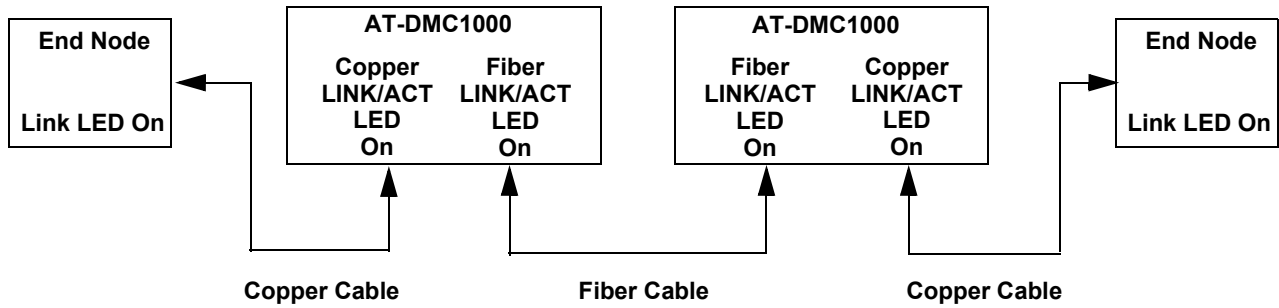 End Node
Link LED On
AT-DMC1000
Copper
LINK/ACT
LED
On
Fiber
LINK/ACT
LED
On
AT-DMC1000
Fiber
LINK/ACT
LED
On
Copper
LINK/ACT
LED
On
End Node
Link LED On
Copper Cable
Fiber Cable
Copper Cable